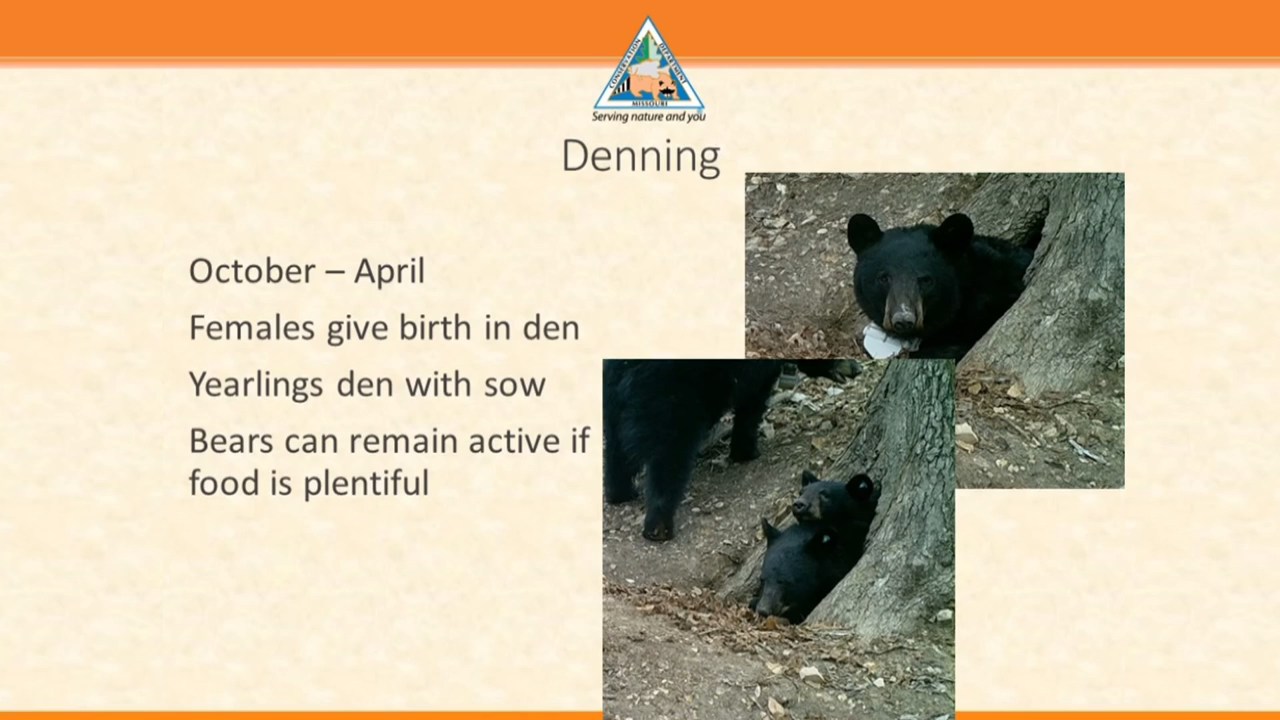 CONSERVATION DEPARTMENT
MISSOURI
Serving nature and you
Denning
October – April
Females give birth in den
Yearlings den with sow
Bears can remain active if
food is plentiful